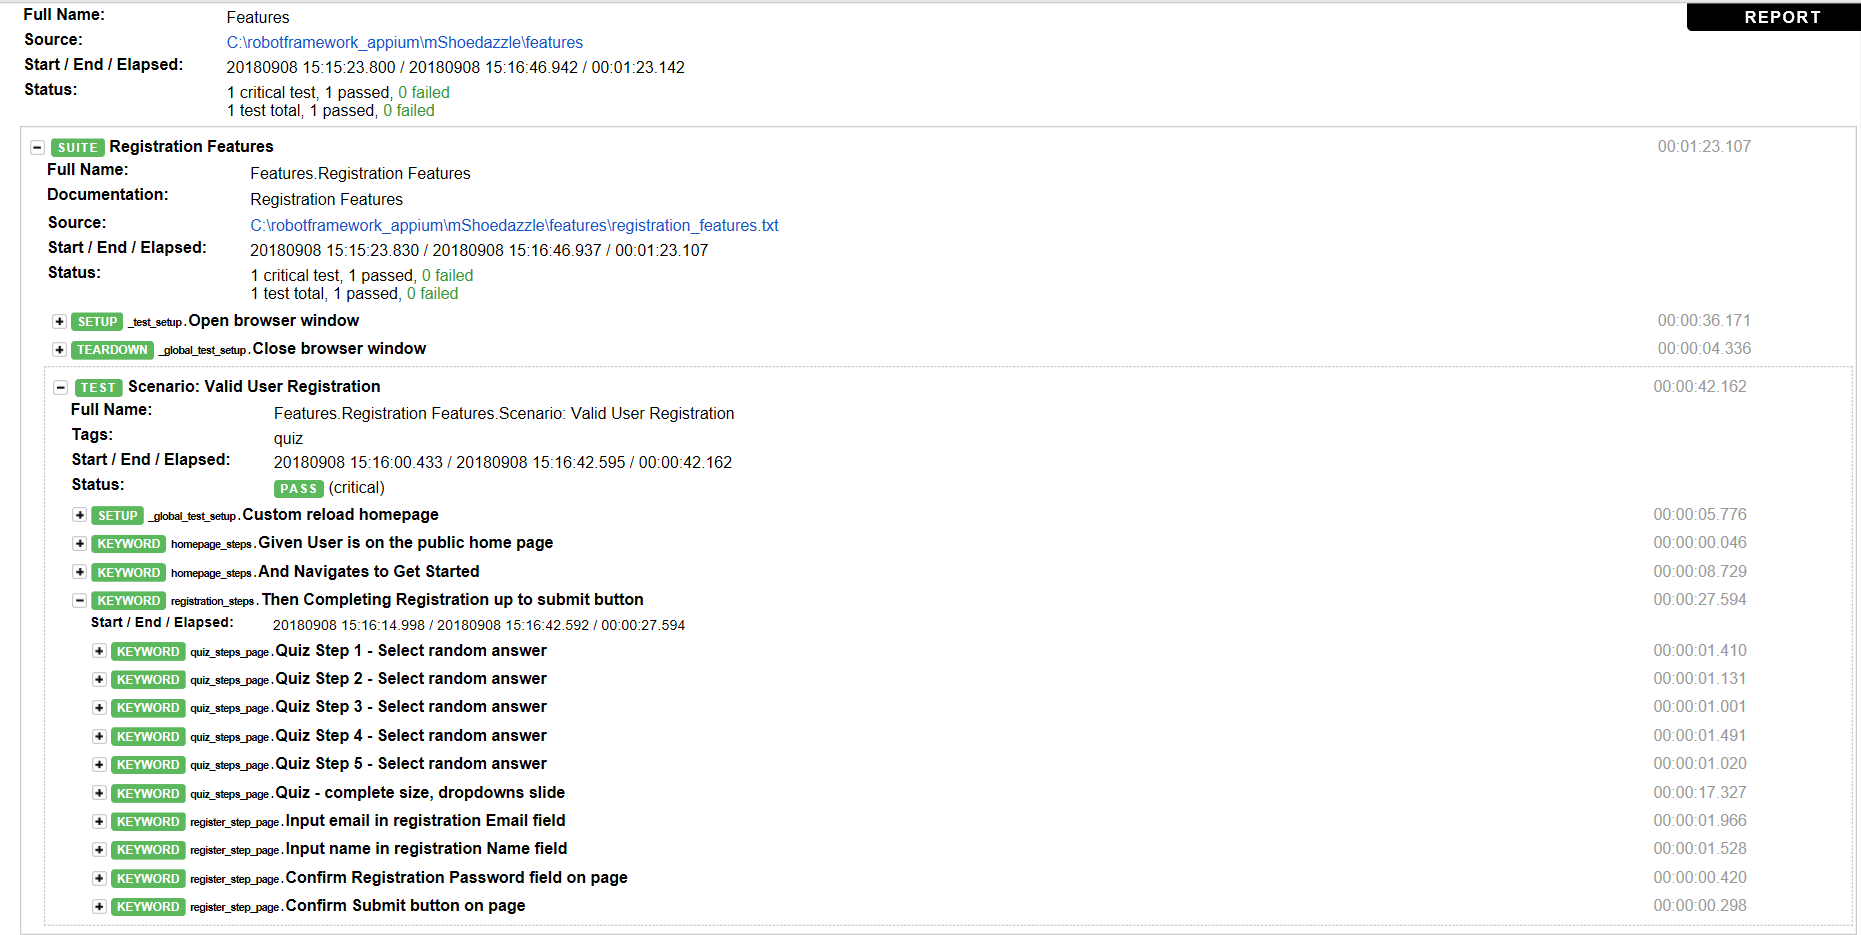 REPORT
Full Name: Features
Source: C:\robotframework_appium\mShoedazzle\features
Start / End / Elapsed: 20180908 15:15:23.800 / 20180908 15:16:46.942 / 00:01:23.142
Status: 1 critical test, 1 passed, 0 failed
1 test total, 1 passed, 0 failed
- SUITE Registration Features 00:01:23.107
Full Name: Features.Registration Features
Documentation: Registration Features
Source: C:\robotframework_appium\mShoedazzle\features\registration_features.txt
Start / End / Elapsed: 20180908 15:15:23.830 / 20180908 15:16:46.937 / 00:01:23.107
Status: 1 critical test, 1 passed, 0 failed
1 test total, 1 passed, 0 failed
+ SETUP _test_setup.Open browser window 00:00:36.171
+ TEARDOWN _global_test_setup.Close browser window 00:00:04.336
- TEST Scenario: Valid User Registration 00:00:42.162
Full Name: Features.Registration Features.Scenario: Valid User Registration
Tags: quiz
Start / End / Elapsed: 20180908 15:16:00.433 / 20180908 15:16:42.595 / 00:00:42.162
Status: PASS (critical)
+ SETUP _global_test_setup.Custom reload homepage 00:00:05.776
+ KEYWORD homepage_steps.Given User is on the public home page 00:00:00.046
+ KEYWORD homepage_steps.And Navigates to Get Started 00:00:08.729
- KEYWORD registration_steps.Then Completing Registration up to submit button 00:00:27.594
Start / End / Elapsed: 20180908 15:16:14.998 / 20180908 15:16:42.592 / 00:00:27.594
+ KEYWORD quiz_steps_page.Quiz Step 1 - Select random answer 00:00:01.410
+ KEYWORD quiz_steps_page.Quiz Step 2 - Select random answer 00:00:01.131
+ KEYWORD quiz_steps_page.Quiz Step 3 - Select random answer 00:00:01.001
+ KEYWORD quiz_steps_page.Quiz Step 4 - Select random answer 00:00:01.491
+ KEYWORD quiz_steps_page.Quiz Step 5 - Select random answer 00:00:01.020
+ KEYWORD quiz_steps_page.Quiz - complete size, dropdowns slide 00:00:17.327
+ KEYWORD register_step_page.Input email in registration Email field 00:00:01.966
+ KEYWORD register_step_page.Input name in registration Name field 00:00:01.528
+ KEYWORD register_step_page.Confirm Registration Password field on page 00:00:00.420
+ KEYWORD register_step_page.Confirm Submit button on page 00:00:00.298